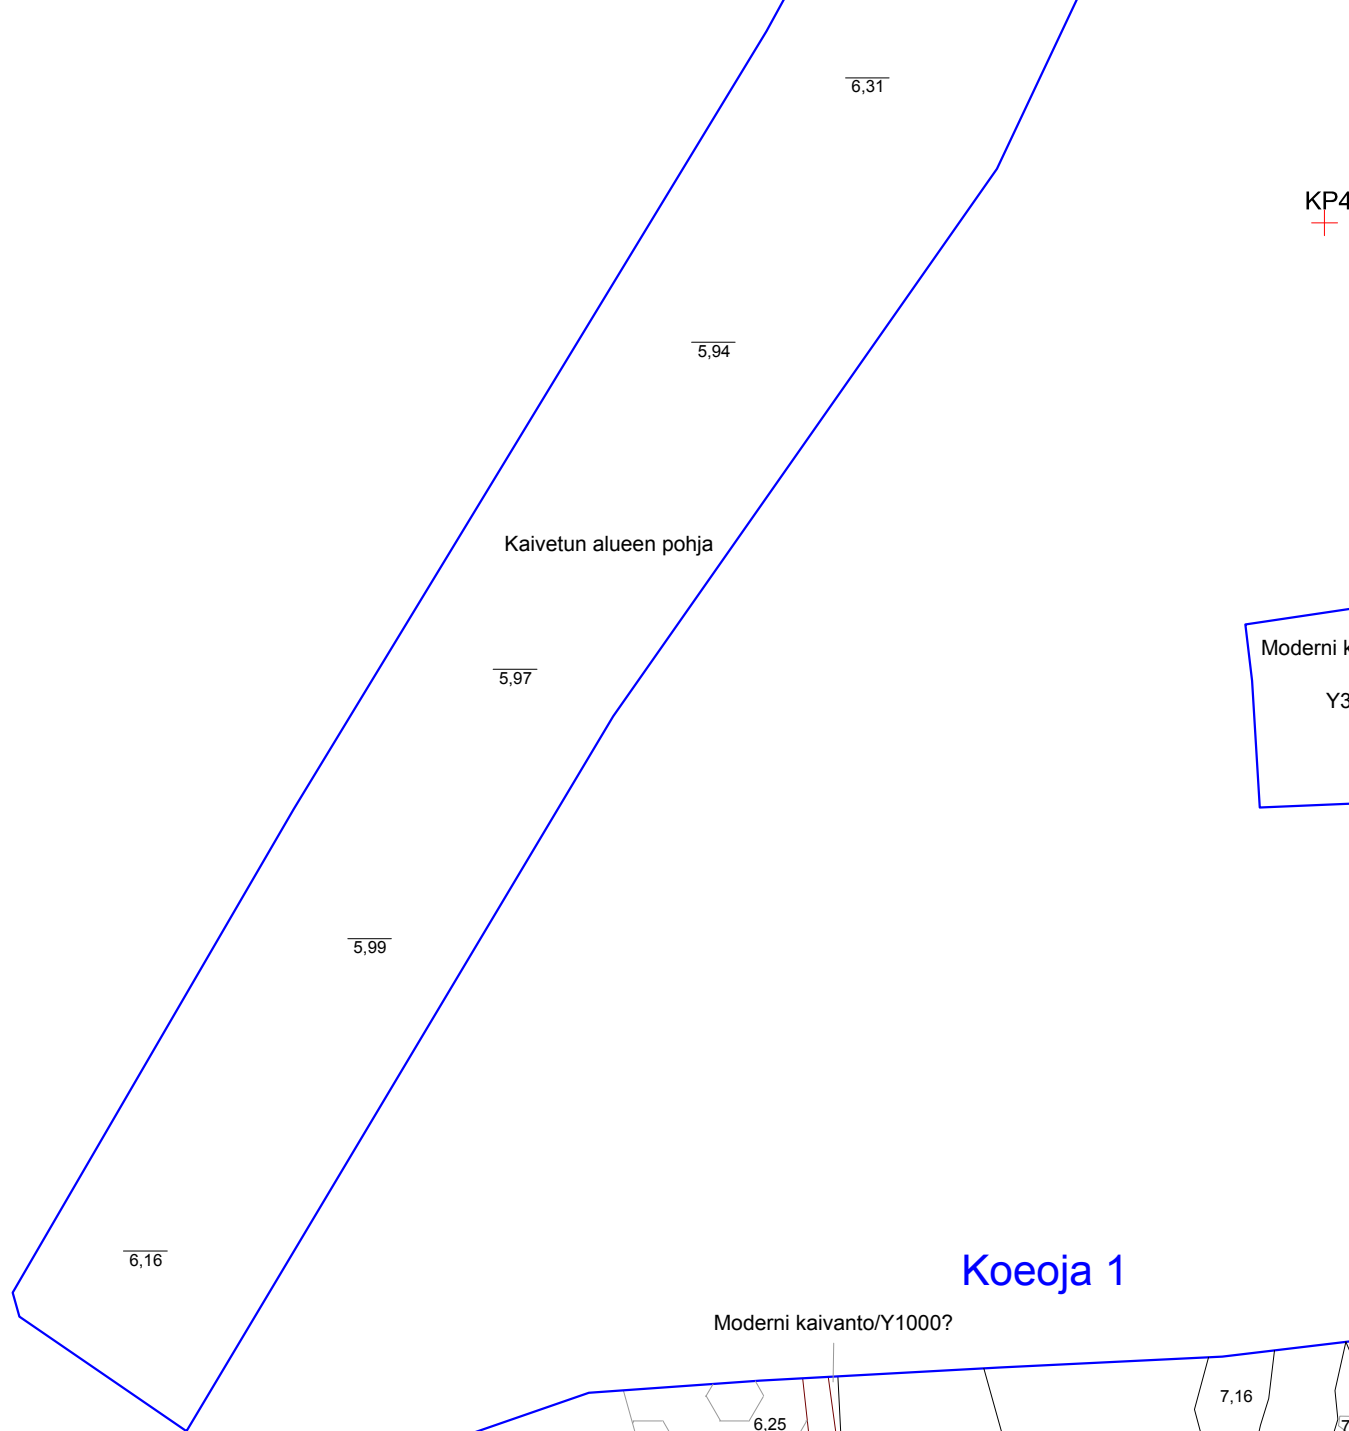 6,31
KP4
5,94
Kaivetun alueen pohja
Moderni
5,97
Y3
5,99
6,16
Koeoja 1
Moderni kaivanto/Y1000?
7,16
6,25